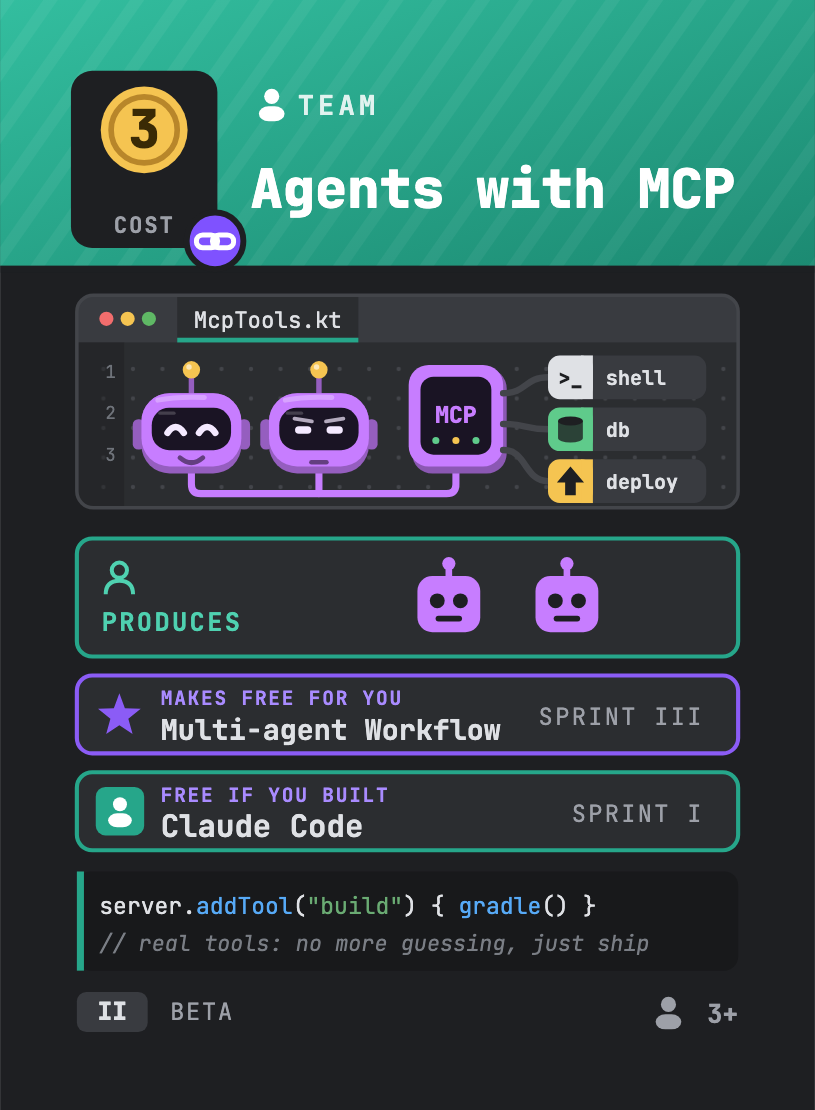 3
COST
TEAM
Agents with MCP
McpTools.kt
1
2
3
MCP
>_ shell
db
deploy
PRODUCES
MAKES FREE FOR YOU
Multi-agent Workflow
SPRINT III
FREE IF YOU BUILT
Claude Code
SPRINT I
server.addTool("build") { gradle() }
// real tools: no more guessing, just ship
II BETA
3+